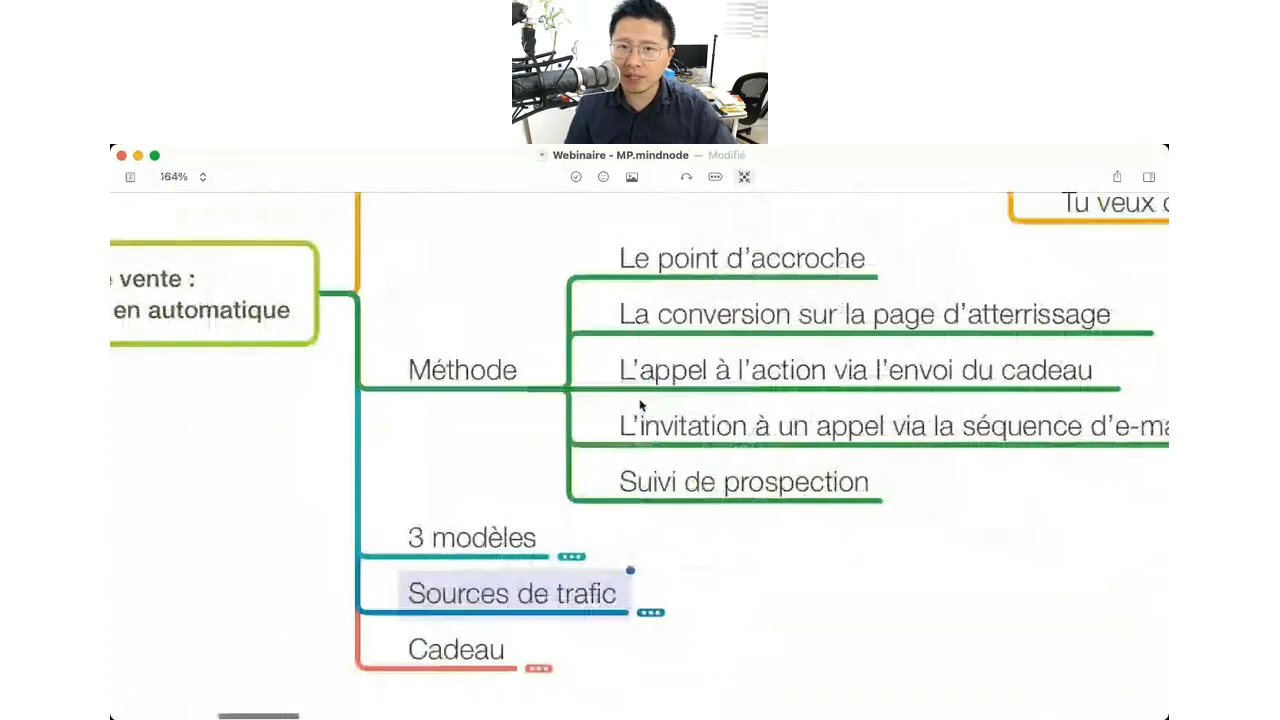 Webinaire - MP.mindnode — Modifié
164%
Tu veux
vente :
en automatique
Le point d’accroche
La conversion sur la page d’atterrissage
Méthode
L’appel à l’action via l’envoi du cadeau
L’invitation à un appel via la séquence d’e-ma
Suivi de prospection
3 modèles
Sources de trafic
Cadeau